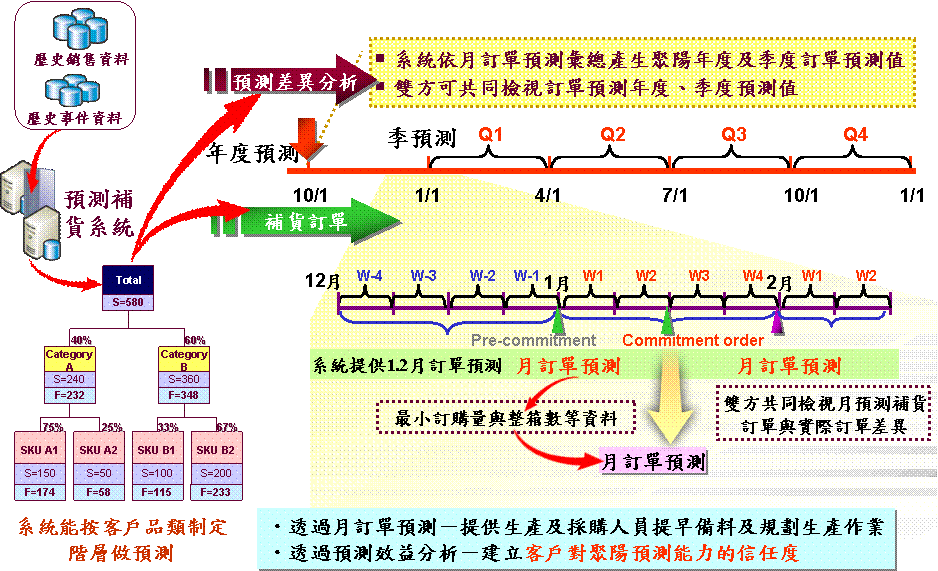 歷史銷售資料
歷史事件資料
預測補
貨系統
預測差異分析
▪ 系統依月訂單預測彙總產生聚陽年度及季度訂單預測值
▪ 雙方可共同檢視訂單預測年度、季度預測值
年度預測
季預測
Q1 Q2 Q3 Q4
10/1 1/1 4/1 7/1 10/1 1/1
補貨訂單
Total
S=580
40% 60%
Category
A
S=240
F=232
Category
B
S=360
F=348
75% 25% 33% 67%
SKU A1 SKU A2 SKU B1 SKU B2
S=150 S=50 S=100 S=200
F=174 F=58 F=115 F=233
系統能按客戶品類制定
階層做預測
12月 W-4 W-3 W-2 W-1 1月 W1 W2 W3 W4 2月 W1 W2
Pre-commitment Commitment order
系統提供1.2月訂單預測 月訂單預測 月訂單預測
最小訂購量與整箱數等資料
雙方共同檢視月預測補貨
訂單與實際訂單差異
月訂單預測
・透過月訂單預測－提供生產及採購人員提早備料及規劃生產作業
・透過預測效益分析－建立客戶對聚陽預測能力的信任度